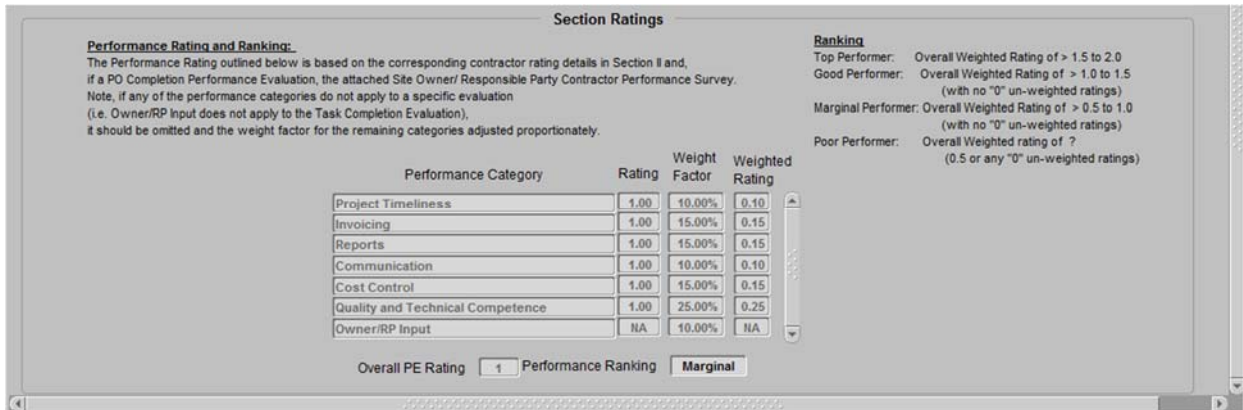 Section Ratings
Performance Rating and Ranking:
The Performance Rating outlined below is based on the corresponding contractor rating details in Section II and,
if a PO Completion Performance Evaluation, the attached Site Owner/ Responsible Party Contractor Performance Survey.
Note, if any of the performance categories do not apply to a specific evaluation
(i.e. Owner/RP Input does not apply to the Task Completion Evaluation),
it should be omitted and the weight factor for the remaining categories adjusted proportionately.
Ranking
Top Performer: Overall Weighted Rating of > 1.5 to 2.0
Good Performer: Overall Weighted Rating of > 1.0 to 1.5
(with no "0" un-weighted ratings)
Marginal Performer: Overall Weighted Rating of > 0.5 to 1.0
(with no "0" un-weighted ratings)
Poor Performer: Overall Weighted rating of ?
(0.5 or any "0" un-weighted ratings)
Performance Category Rating Weight Factor Weighted Rating
Project Timeliness 1.00 10.00% 0.10
Invoicing 1.00 15.00% 0.15
Reports 1.00 15.00% 0.15
Communication 1.00 10.00% 0.10
Cost Control 1.00 15.00% 0.15
Quality and Technical Competence 1.00 25.00% 0.25
Owner/RP Input NA 10.00% NA
Overall PE Rating 1 Performance Ranking Marginal